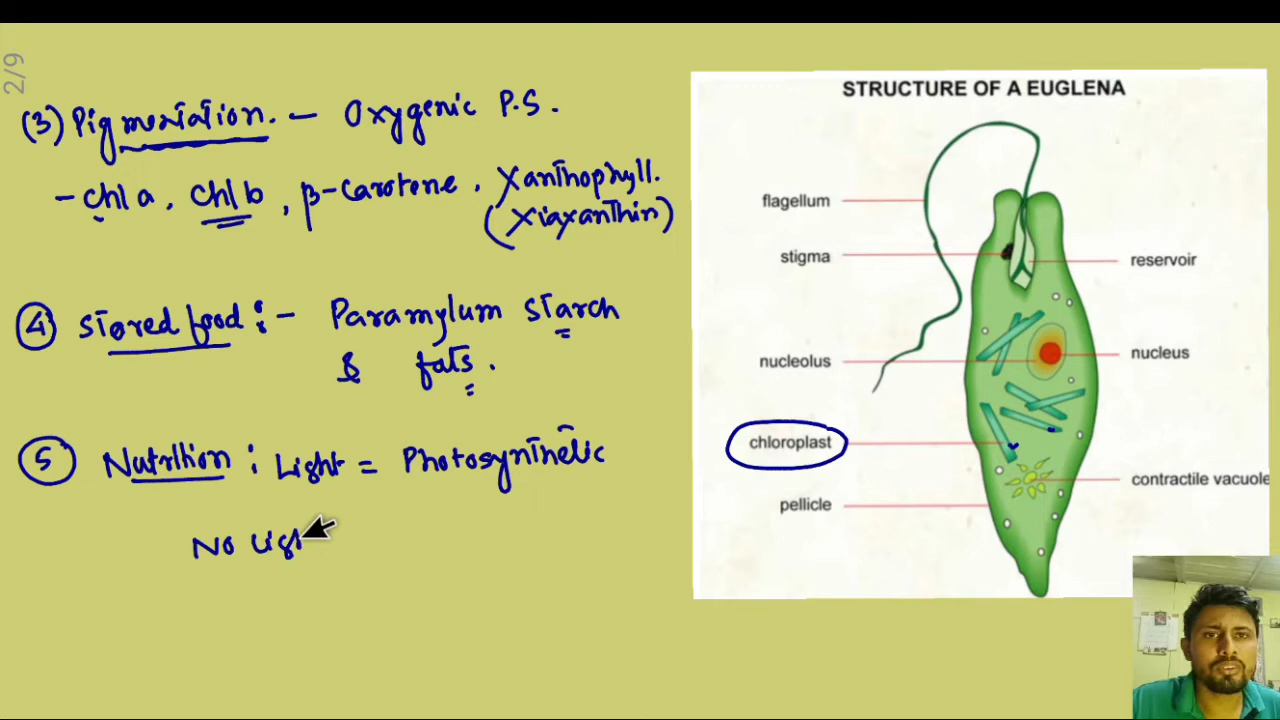 2/9
(3) Pigmentation. - Oxygenic P.S.
- Chl a, Chl b, β-Carotene, Xanthophyll.
(Xiaxanthin)
④ Stored food :- Paramylum starch
& fats.
⑤ Nutrition : Light = Photosynthetic
No Ligh
STRUCTURE OF A EUGLENA
flagellum
stigma
reservoir
nucleolus
nucleus
chloroplast
contractile vacuole
pellicle